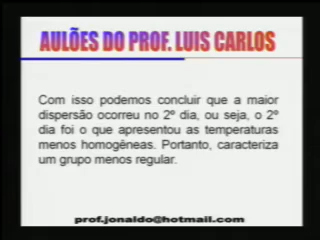 AULÕES DO PROF. LUIS CARLOS
Com isso podemos concluir que a maior
dispersão ocorreu no 2º dia, ou seja, o 2º
dia foi o que apresentou as temperaturas
menos homogêneas. Portanto, caracteriza
um grupo menos regular.
prof.jonaldo@hotmail.com